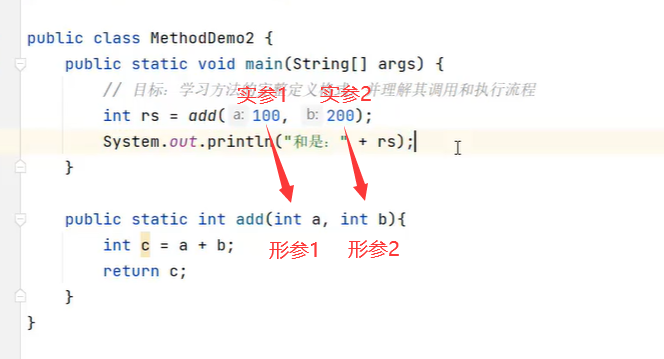 public class MethodDemo2 {
public static void main(String[] args) {
// 目标：学习方法的完整定义格式，并理解其调用和执行流程
实参1 实参2
int rs = add( a: 100, b: 200);
System.out.println("和是：" + rs);
}
public static int add(int a, int b){
形参1 形参2
int c = a + b;
return c;
}
}